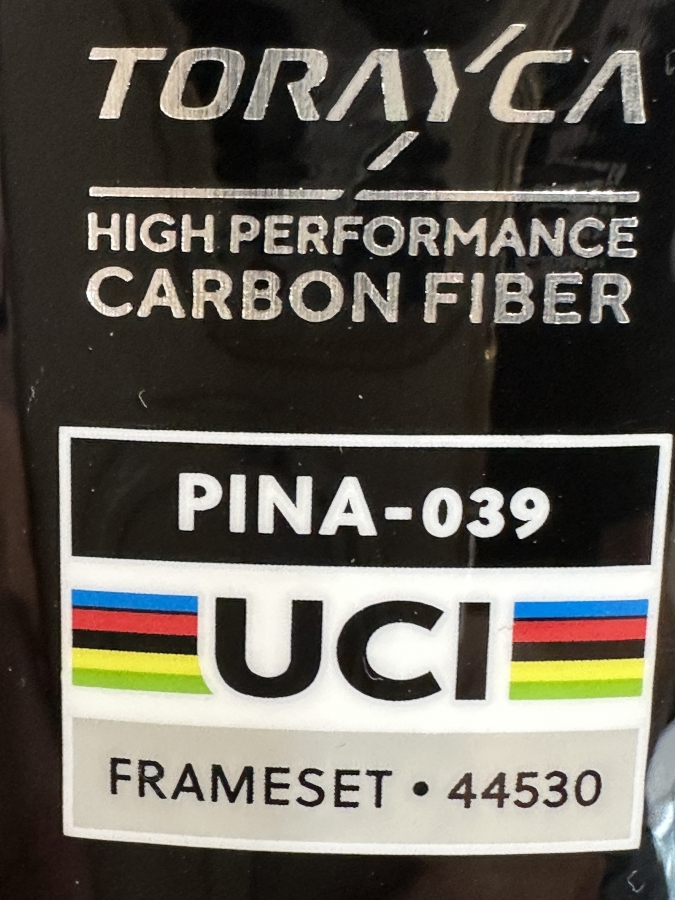 TORAYCA
HIGH PERFORMANCE
CARBON FIBER
PINA-039
UCI
FRAMESET • 44530